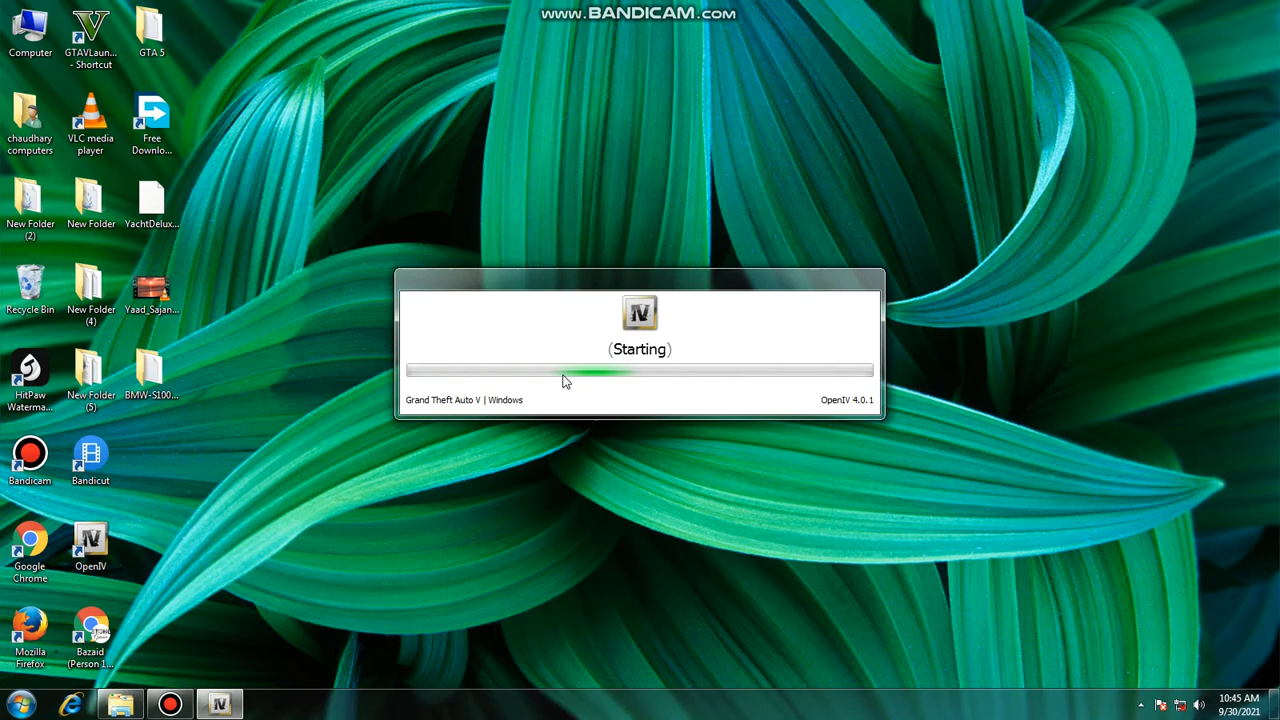 www.BANDICAM.com
Computer
GTAVLaun...
- Shortcut
GTA 5
chaudhary
computers
VLC media
player
Free
Downlo...
New Folder
(2)
New Folder
YachtDelux...
Recycle Bin
New Folder
(4)
Yaad_Sajan...
HitPaw
Waterma...
New Folder
(5)
BMW-S100...
Bandicam
Bandicut
Google
Chrome
OpenIV
Mozilla
Firefox
Bazaid
(Person 1...
IV
(Starting)
Grand Theft Auto V | Windows
OpenIV 4.0.1
10:45 AM
9/30/2021